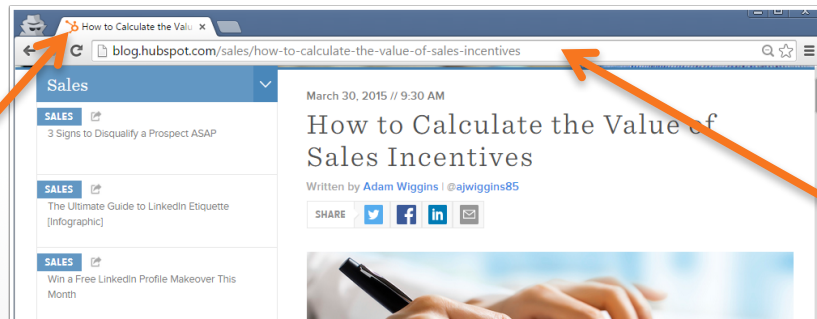 How to Calculate the Valu
blog.hubspot.com/sales/how-to-calculate-the-value-of-sales-incentives
Sales
SALES
3 Signs to Disqualify a Prospect ASAP
SALES
The Ultimate Guide to LinkedIn Etiquette
[Infographic]
SALES
Win a Free LinkedIn Profile Makeover This
Month
March 30, 2015 // 9:30 AM
How to Calculate the Value of
Sales Incentives
Written by Adam Wiggins | @ajwiggins85
SHARE